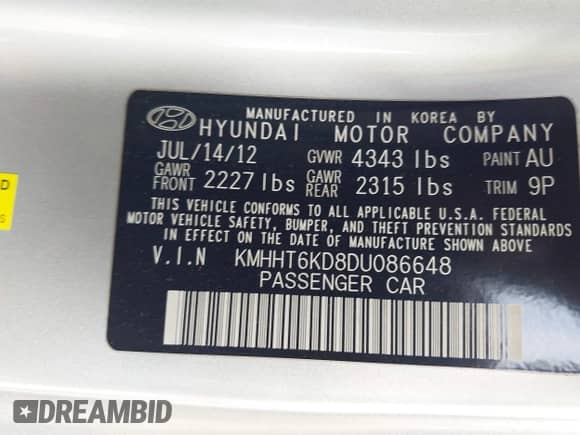 MANUFACTURED IN KOREA BY
HYUNDAI MOTOR COMPANY
JUL/14/12 GVWR 4343 lbs PAINT AU
GAWR FRONT 2227 lbs GAWR REAR 2315 lbs TRIM 9P
THIS VEHICLE CONFORMS TO ALL APPLICABLE U.S.A. FEDERAL
MOTOR VEHICLE SAFETY, BUMPER, AND THEFT PREVENTION STANDARDS
IN EFFECT ON THE DATE OF MANUFACTURE SHOWN ABOVE.
V.I.N KMHHT6KD8DU086648
PASSENGER CAR
D
S
DREAMBID